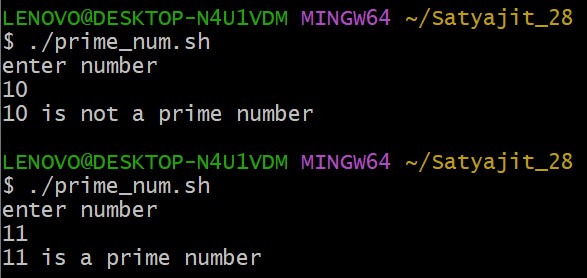 LENOVO@DESKTOP-N4U1VDM MINGW64 ~/Satyajit_28
$ ./prime_num.sh
enter number
10
10 is not a prime number
LENOVO@DESKTOP-N4U1VDM MINGW64 ~/Satyajit_28
$ ./prime_num.sh
enter number
11
11 is a prime number